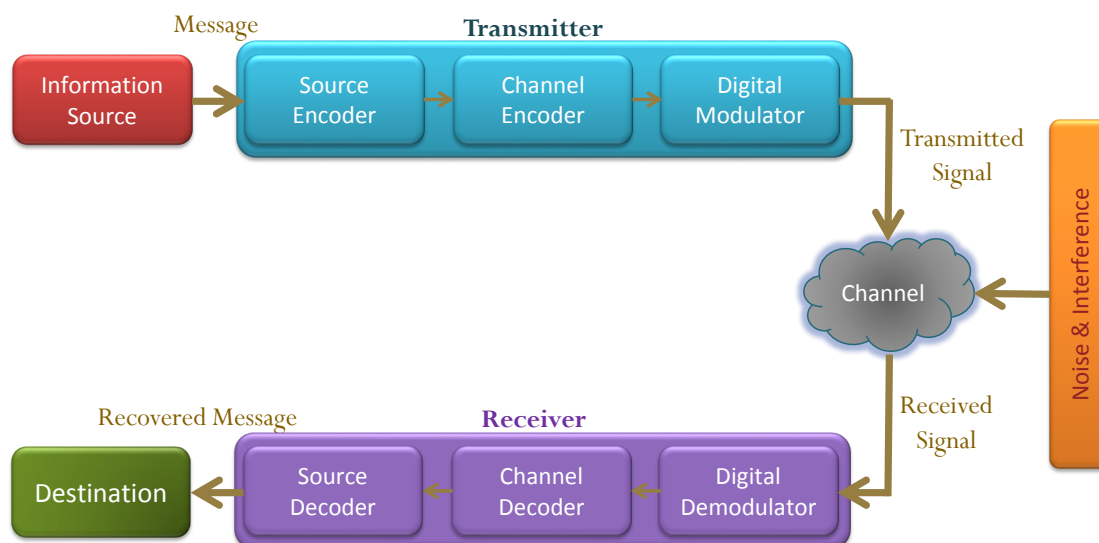 Message
Transmitter
Information
Source
Source
Encoder
Channel
Encoder
Digital
Modulator
Transmitted
Signal
Noise & Interference
Channel
Received
Signal
Recovered Message
Receiver
Destination
Source
Decoder
Channel
Decoder
Digital
Demodulator